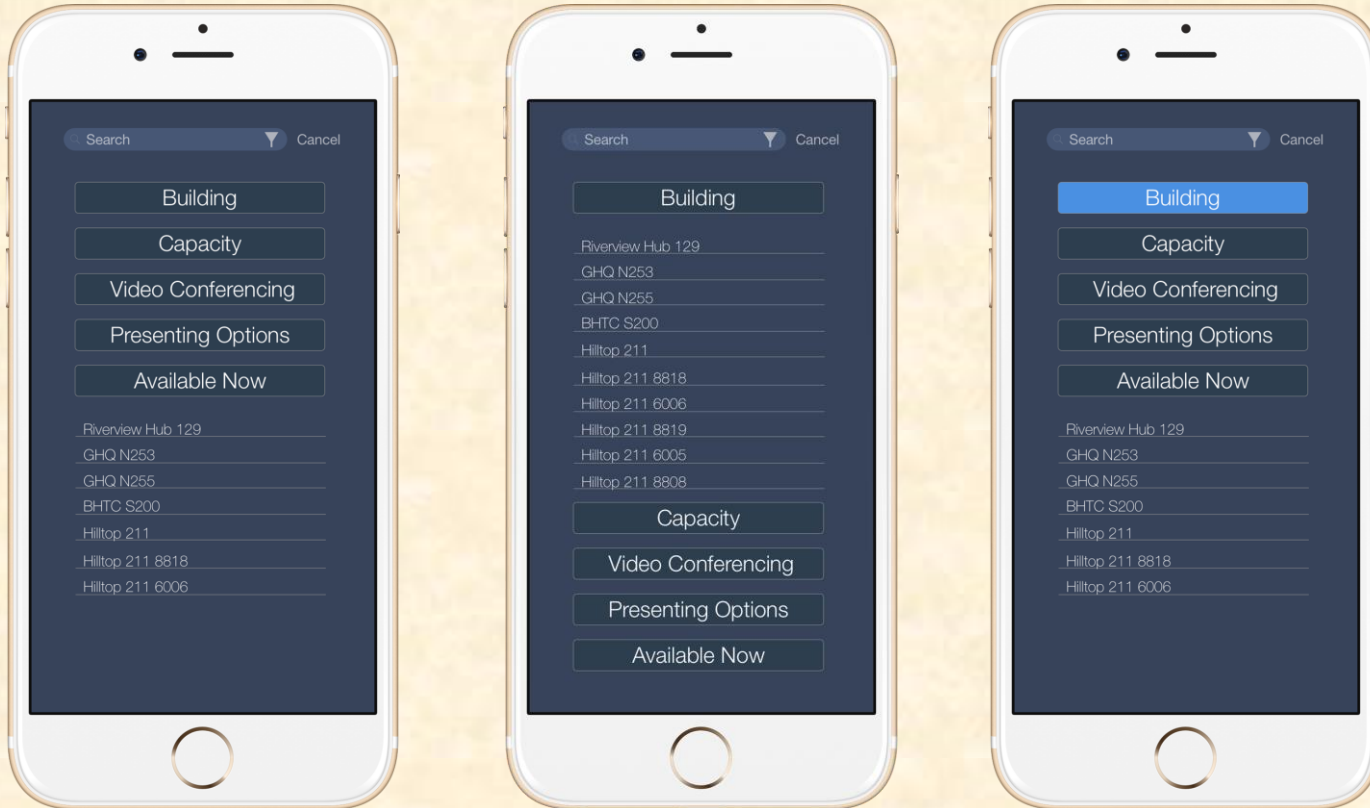 Search Cancel
Building
Capacity
Video Conferencing
Presenting Options
Available Now
Riverview Hub 129
GHQ N253
GHQ N255
BHTC S200
Hilltop 211
Hilltop 211 8818
Hilltop 211 6006
Search Cancel
Building
Riverview Hub 129
GHQ N253
GHQ N255
BHTC S200
Hilltop 211
Hilltop 211 8818
Hilltop 211 6006
Hilltop 211 8819
Hilltop 211 6005
Hilltop 211 8808
Capacity
Video Conferencing
Presenting Options
Available Now
Search Cancel
Building
Capacity
Video Conferencing
Presenting Options
Available Now
Riverview Hub 129
GHQ N253
GHQ N255
BHTC S200
Hilltop 211
Hilltop 211 8818
Hilltop 211 6006